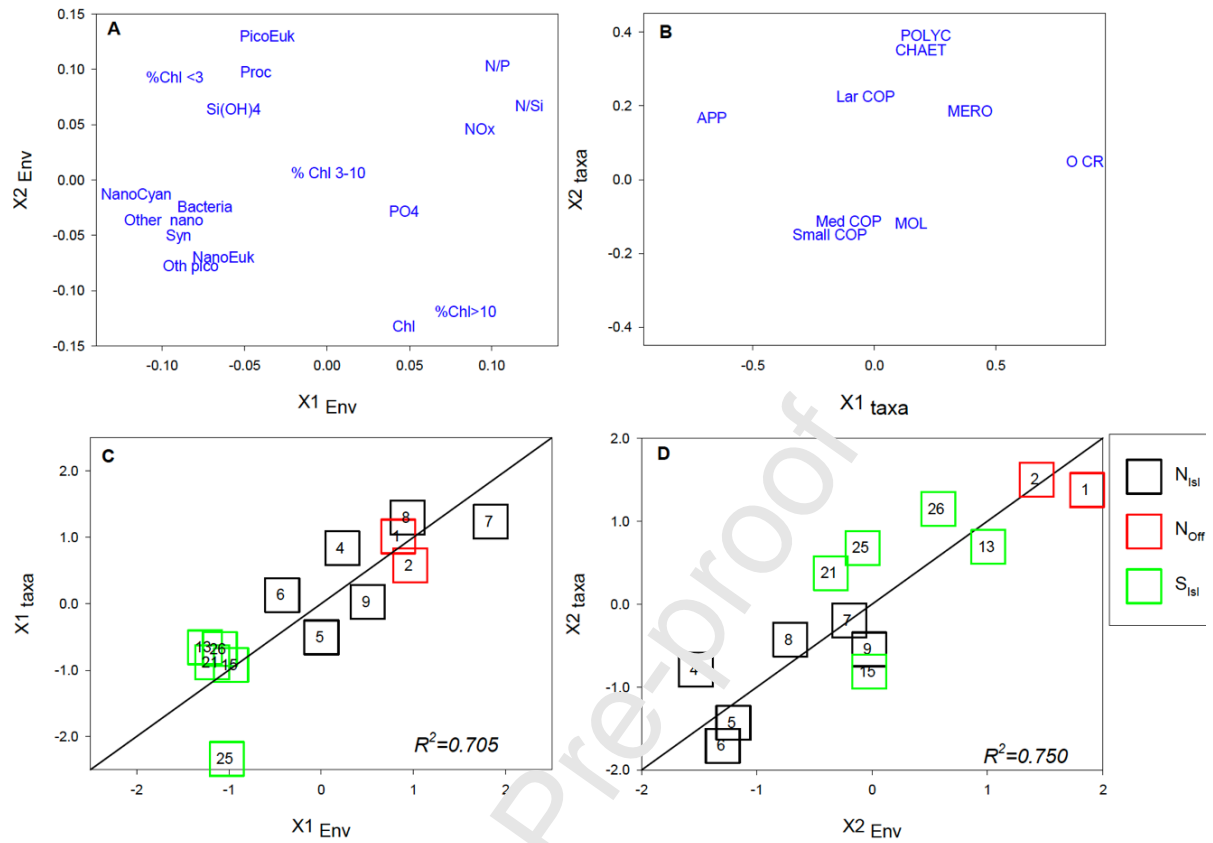 A
0.15
0.10
0.05
0.00
-0.05
-0.10
-0.15
X2 Env
PicoEuk
%Chl <3
Proc
N/P
Si(OH)4
N/Si
NOx
% Chl 3-10
NanoCyan
Bacteria
PO4
Other nano
Syn
NanoEuk
Oth pico
%Chl>10
Chl
-0.10
-0.05
0.00
0.05
0.10
X1 Env
B
0.4
0.2
0.0
-0.2
-0.4
X2 taxa
POLYC
CHAET
Lar COP
APP
MERO
O CR
Med COP
MOL
Small COP
-0.5
0.0
0.5
X1 taxa
C
2.0
1.0
0.0
-1.0
-2.0
X1 taxa
8
7
1
4
2
6
9
5
13
26
21
15
25
R2=0.705
-2
-1
0
1
2
X1 Env
D
2.0
1.0
0.0
-1.0
-2.0
X2 taxa
2
1
26
25
13
21
7
8
9
4
15
5
6
R2=0.750
-2
-1
0
1
2
X2 Env
NIsl
NOff
SIsl
Pre-proof